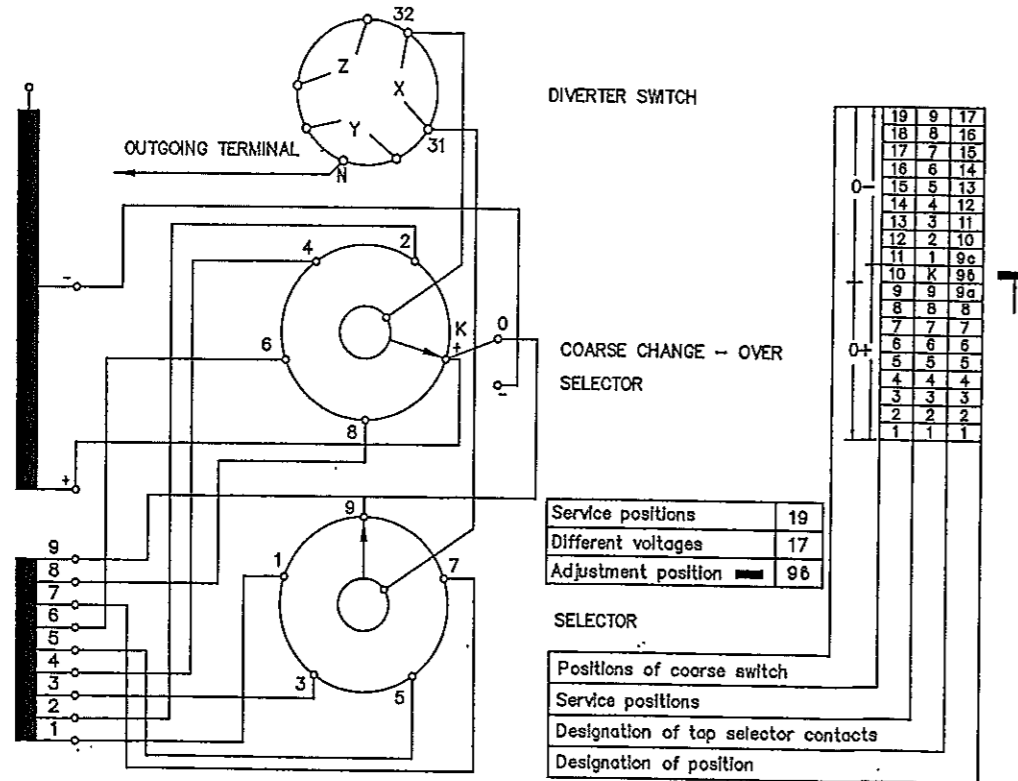 32
Z
X
Y
31
N
OUTGOING TERMINAL
DIVERTER SWITCH
-
4
2
6
K
+
0
-
8
+
COARSE CHANGE - OVER
SELECTOR
9
1
7
3
5
9
8
7
6
5
4
3
2
1
0-
0+
19 9 17
18 8 16
17 7 15
16 6 14
15 5 13
14 4 12
13 3 11
12 2 10
11 1 9c
10 K 9б
9 9 9a
8 8 8
7 7 7
6 6 6
5 5 5
4 4 4
3 3 3
2 2 2
1 1 1
Service positions 19
Different voltages 17
Adjustment position 9б
SELECTOR
Positions of coarse switch
Service positions
Designation of tap selector contacts
Designation of position